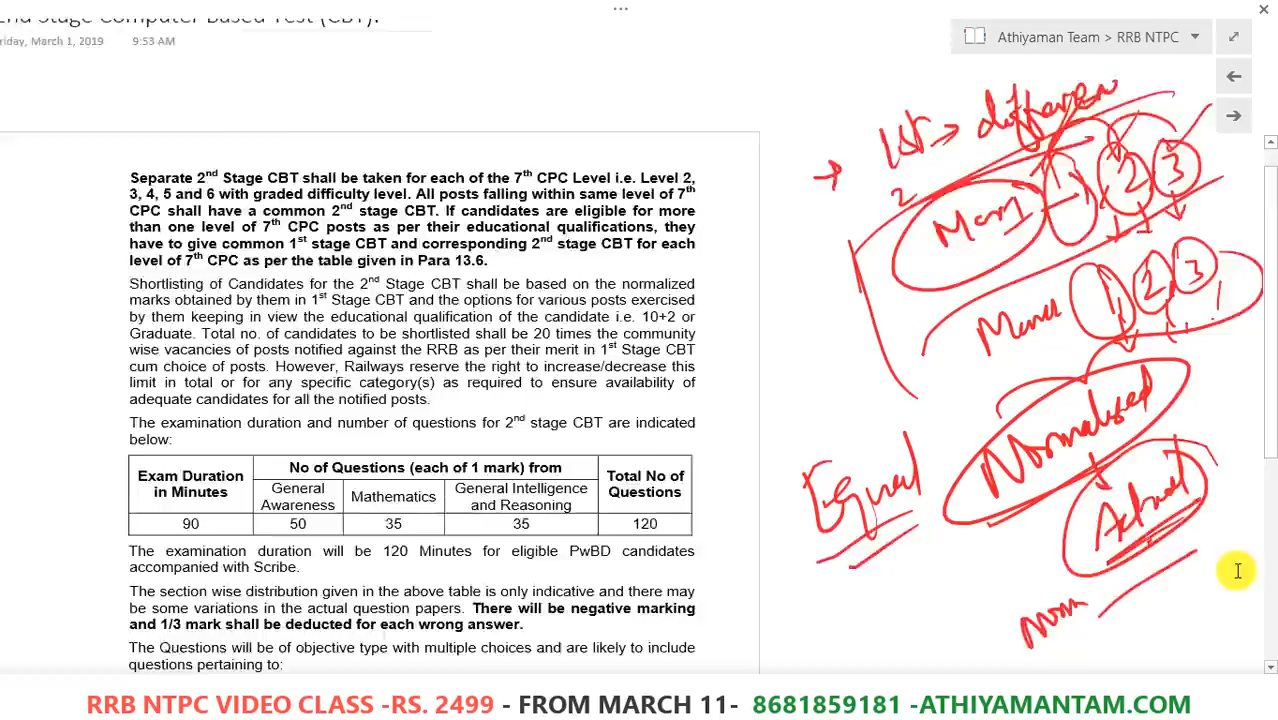 2nd Stage Computer Based Test (CBT):
riday, March 1, 2019 9:53 AM
Athiyaman Team > RRB NTPC
Separate 2nd Stage CBT shall be taken for each of the 7th CPC Level i.e. Level 2,
3, 4, 5 and 6 with graded difficulty level. All posts falling within same level of 7th
CPC shall have a common 2nd stage CBT. If candidates are eligible for more
than one level of 7th CPC posts as per their educational qualifications, they
have to give common 1st stage CBT and corresponding 2nd stage CBT for each
level of 7th CPC as per the table given in Para 13.6.
Shortlisting of Candidates for the 2nd Stage CBT shall be based on the normalized
marks obtained by them in 1st Stage CBT and the options for various posts exercised
by them keeping in view the educational qualification of the candidate i.e. 10+2 or
Graduate. Total no. of candidates to be shortlisted shall be 20 times the community
wise vacancies of posts notified against the RRB as per their merit in 1st Stage CBT
cum choice of posts. However, Railways reserve the right to increase/decrease this
limit in total or for any specific category(s) as required to ensure availability of
adequate candidates for all the notified posts.
The examination duration and number of questions for 2nd stage CBT are indicated
below:
Exam Duration in Minutes No of Questions (each of 1 mark) from Total No of Questions
General Awareness Mathematics General Intelligence and Reasoning
90 50 35 35 120
The examination duration will be 120 Minutes for eligible PwBD candidates
accompanied with Scribe.
The section wise distribution given in the above table is only indicative and there may
be some variations in the actual question papers. There will be negative marking
and 1/3 mark shall be deducted for each wrong answer.
The Questions will be of objective type with multiple choices and are likely to include
questions pertaining to:
1st → differen
2
1 2 3
1 2 3
Normalised
Equal
Actual
Norm
RRB NTPC VIDEO CLASS -RS. 2499 - FROM MARCH 11- 8681859181 -ATHIYAMANTAM.COM